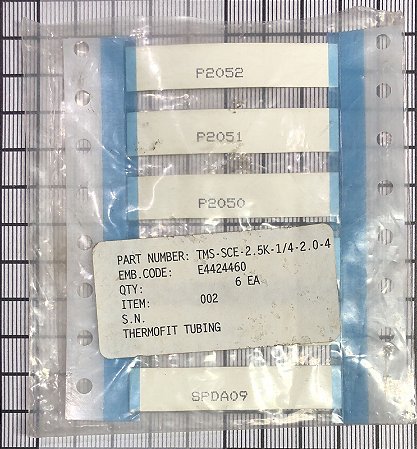 P2052
P2051
P2050
PART NUMBER: TMS-SCE-2.5K-1/4-2.0-4
EMB.CODE: E4424460
QTY: 6 EA
ITEM: 002
S.N.
THERMOFIT TUBING
SPDA09